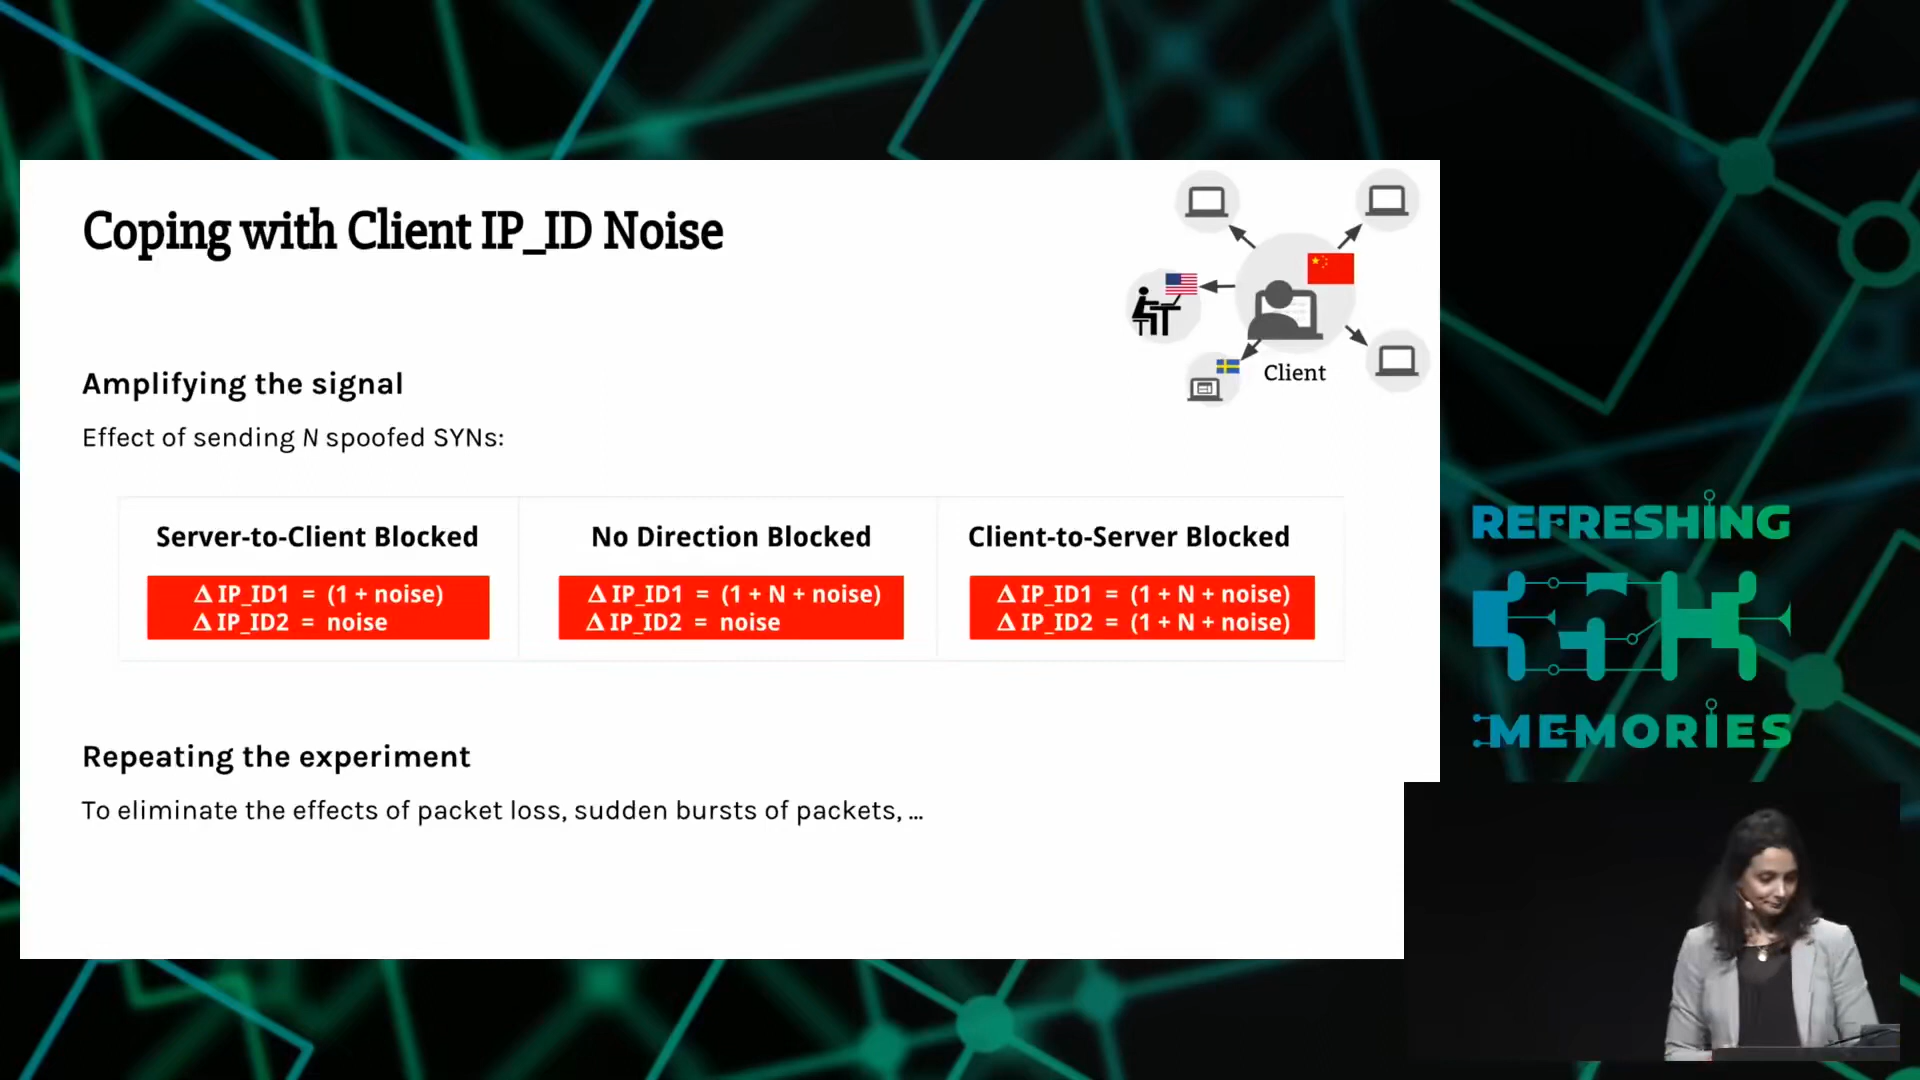 Coping with Client IP_ID Noise
Client
Amplifying the signal
Effect of sending N spoofed SYNs:
Server-to-Client Blocked
Δ IP_ID1 = (1 + noise)
Δ IP_ID2 = noise
No Direction Blocked
Δ IP_ID1 = (1 + N + noise)
Δ IP_ID2 = noise
Client-to-Server Blocked
Δ IP_ID1 = (1 + N + noise)
Δ IP_ID2 = (1 + N + noise)
Repeating the experiment
To eliminate the effects of packet loss, sudden bursts of packets, ...
REFRESHING
MEMORIES